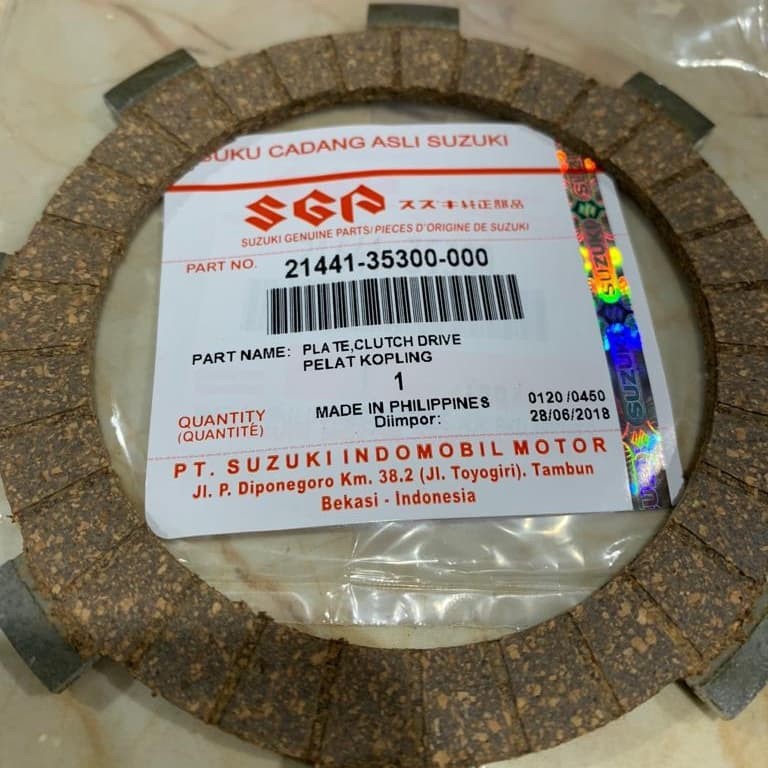 SUKU CADANG ASLI SUZUKI
SGP スズキ純正部品
SUZUKI GENUINE PARTS/PIECES D'ORIGINE DE SUZUKI
PART NO. 21441-35300-000
PART NAME: PLATE,CLUTCH DRIVE
PELAT KOPLING
1
QUANTITY
(QUANTITÉ)
MADE IN PHILIPPINES 0120 /0450
Diimpor: 28/06/2018
PT. SUZUKI INDOMOBIL MOTOR
Jl. P. Diponegoro Km. 38.2 (Jl. Toyogiri). Tambun
Bekasi - Indonesia
SUZUKI
SUZU